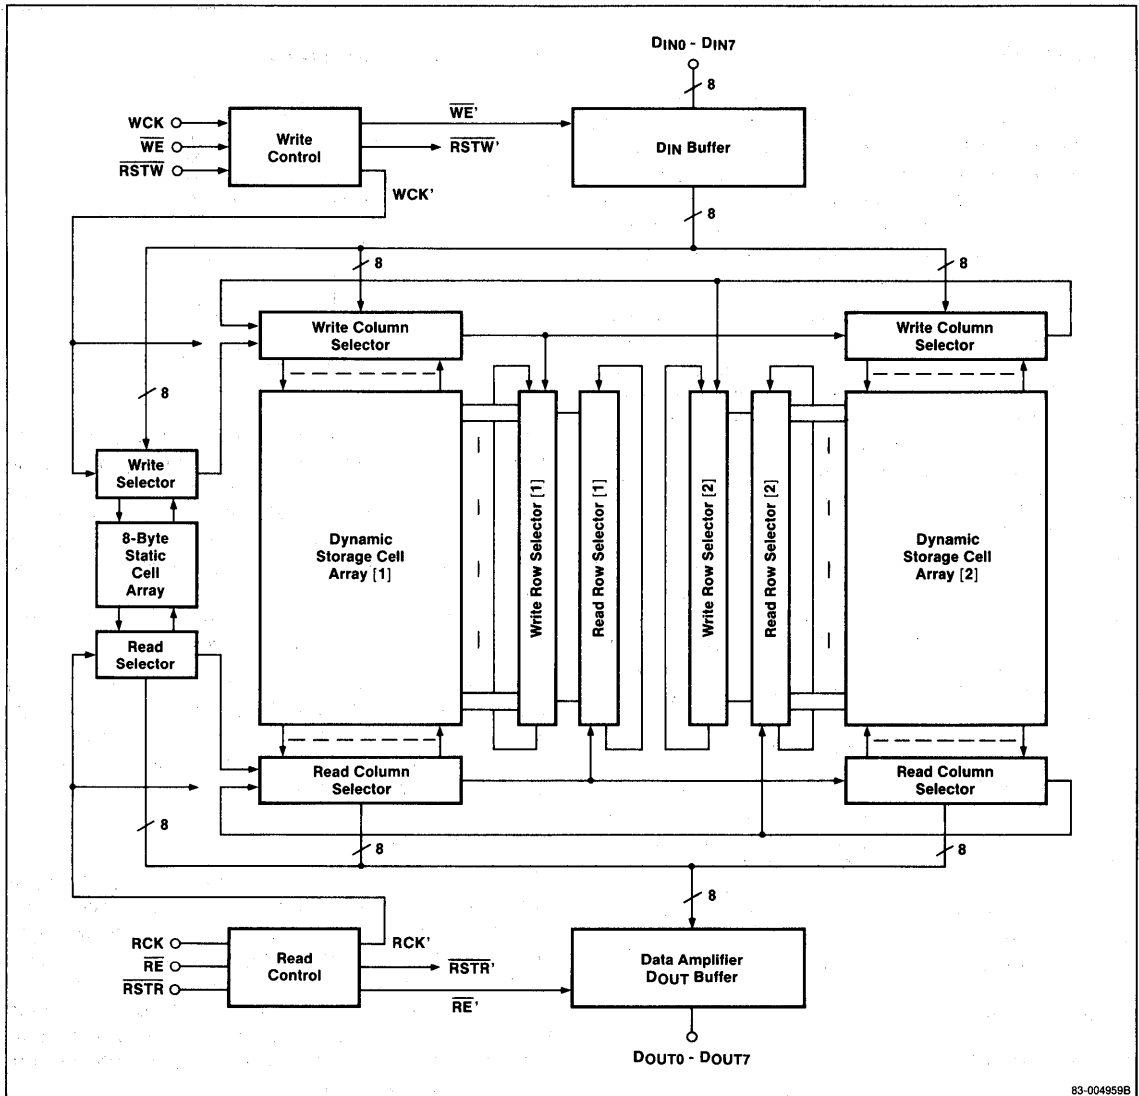 DIN0 - DIN7
8
WCK
WE
RSTW
Write
Control
WE'
RSTW'
WCK'
DIN Buffer
8
8
8
Write Column
Selector
Write Column
Selector
8
Write
Selector
8-Byte
Static
Cell
Array
Read
Selector
Dynamic
Storage Cell
Array [1]
Write Row Selector [1]
Read Row Selector [1]
Write Row Selector [2]
Read Row Selector [2]
Dynamic
Storage Cell
Array [2]
Read Column
Selector
Read Column
Selector
8
8
8
8
RCK
RE
RSTR
Read
Control
RCK'
RSTR'
RE'
Data Amplifier
DOUT Buffer
DOUT0 - DOUT7
83-004959B